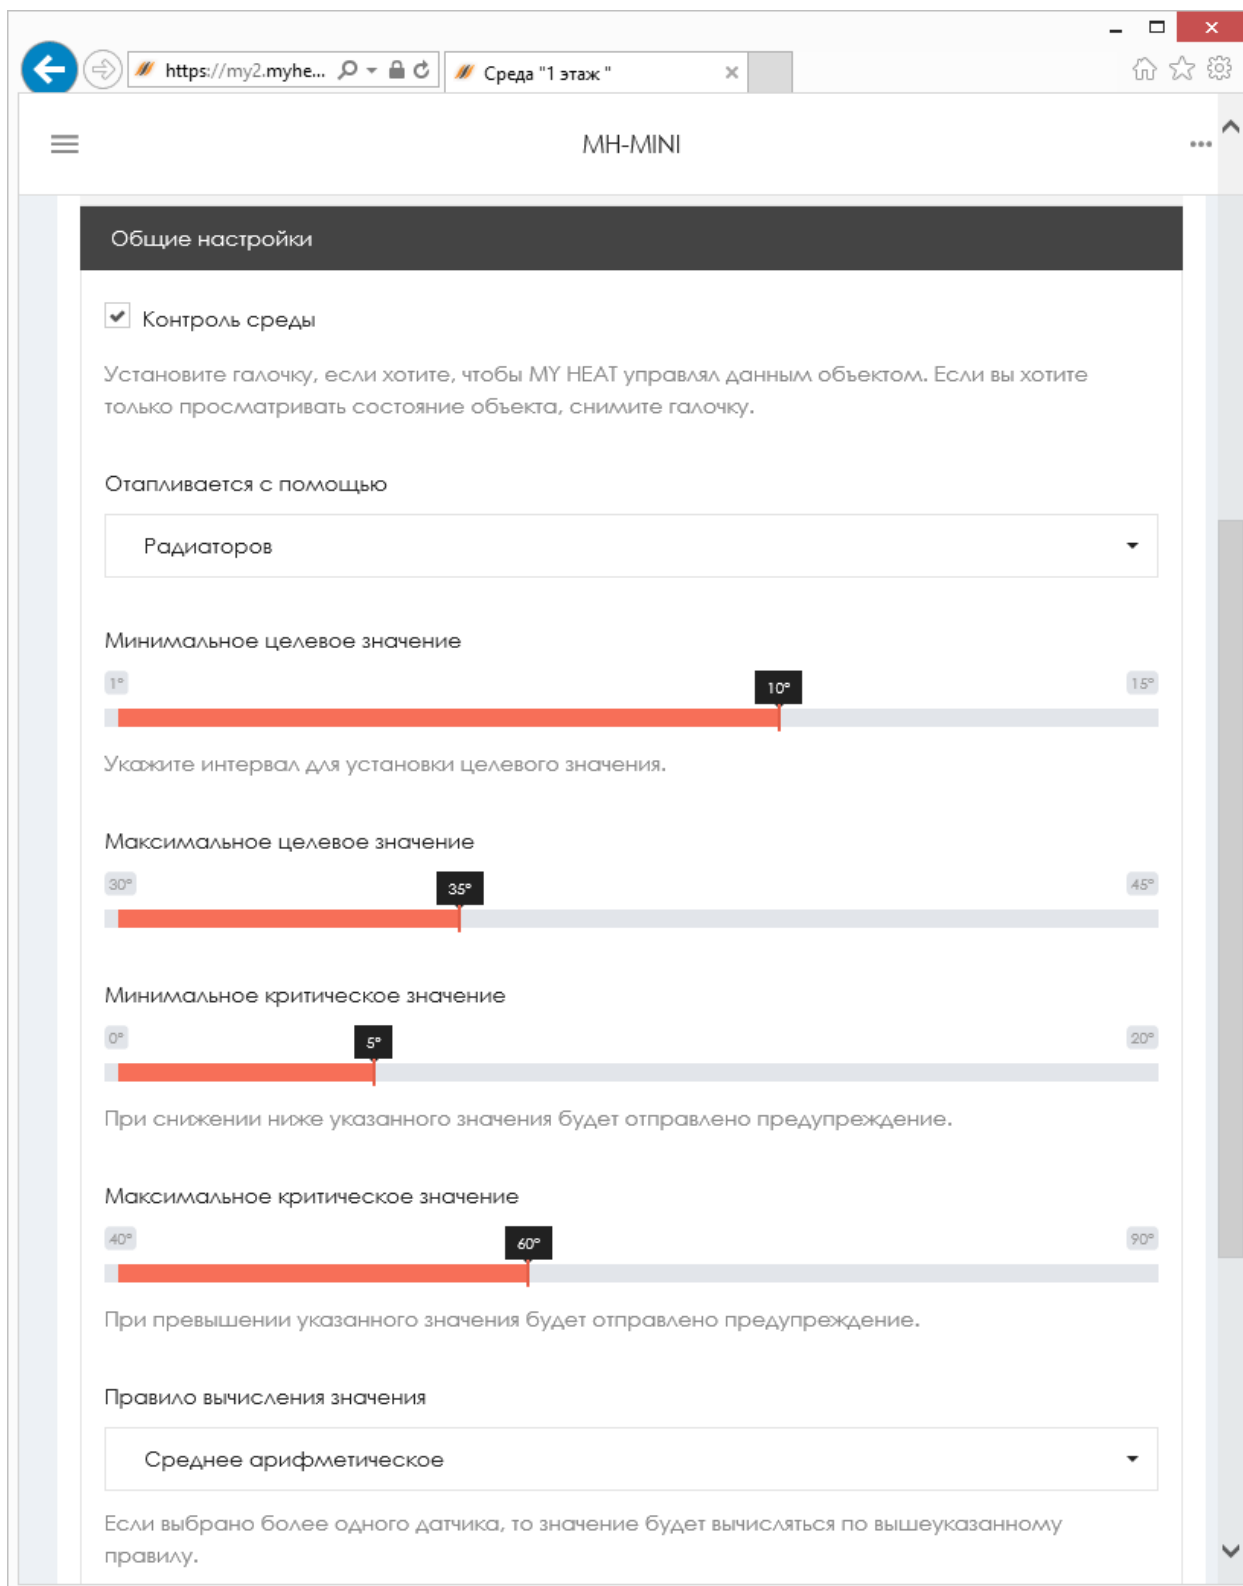 https://my2.myhe...
Среда "1 этаж "
MH-MINI
Общие настройки
Контроль среды
Установите галочку, если хотите, чтобы MY HEAT управлял данным объектом. Если вы хотите
только просматривать состояние объекта, снимите галочку.
Отапливается с помощью
Радиаторов
Минимальное целевое значение
1° 10° 15°
Укажите интервал для установки целевого значения.
Максимальное целевое значение
30° 35° 45°
Минимальное критическое значение
0° 5° 20°
При снижении ниже указанного значения будет отправлено предупреждение.
Максимальное критическое значение
40° 60° 90°
При превышении указанного значения будет отправлено предупреждение.
Правило вычисления значения
Среднее арифметическое
Если выбрано более одного датчика, то значение будет вычисляться по вышеуказанному
правилу.